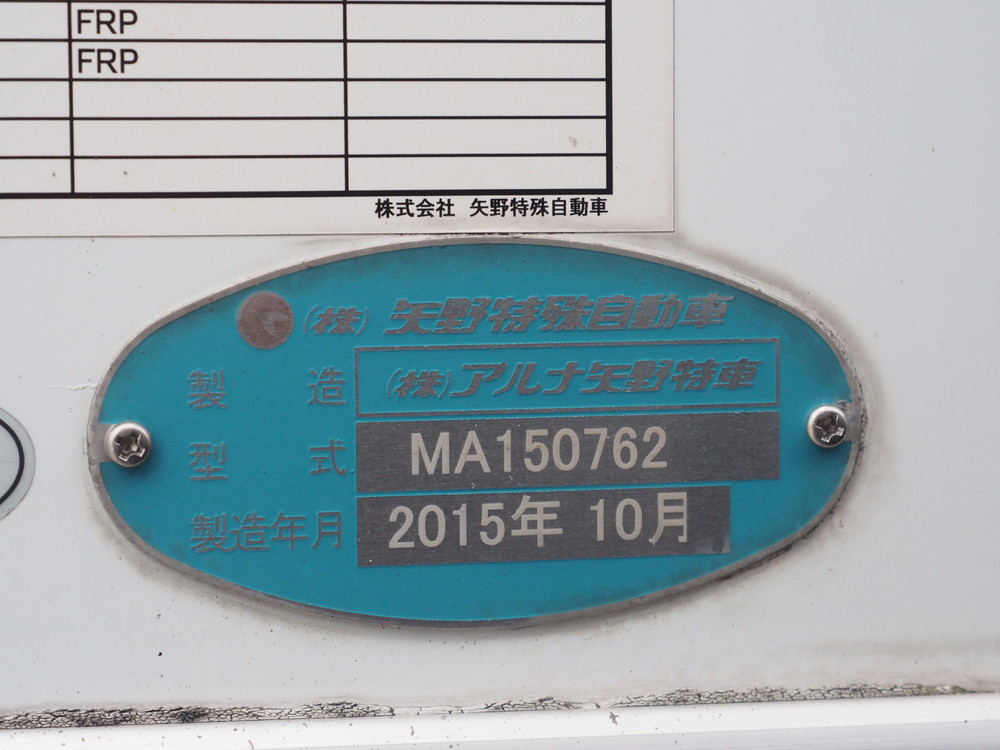 FRP
FRP
株式会社 矢野特殊自動車
(株) 矢野特殊自動車
製造 (株)アルナ矢野特車
型式 MA150762
製造年月 2015年 10月